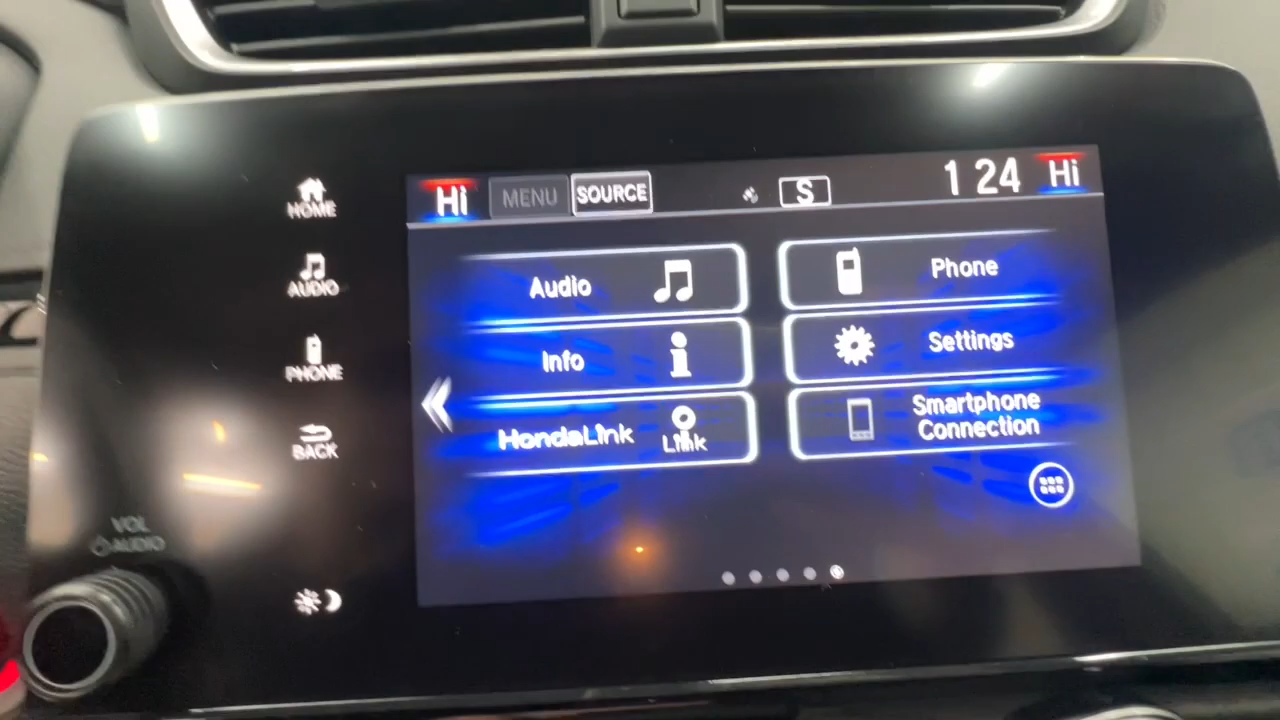 Hi
MENU
SOURCE
S
1 24
Hi
HOME
AUDIO
PHONE
BACK
VOL
AUDIO
Audio
Phone
Info
Settings
HondaLink
Link
Smartphone
Connection